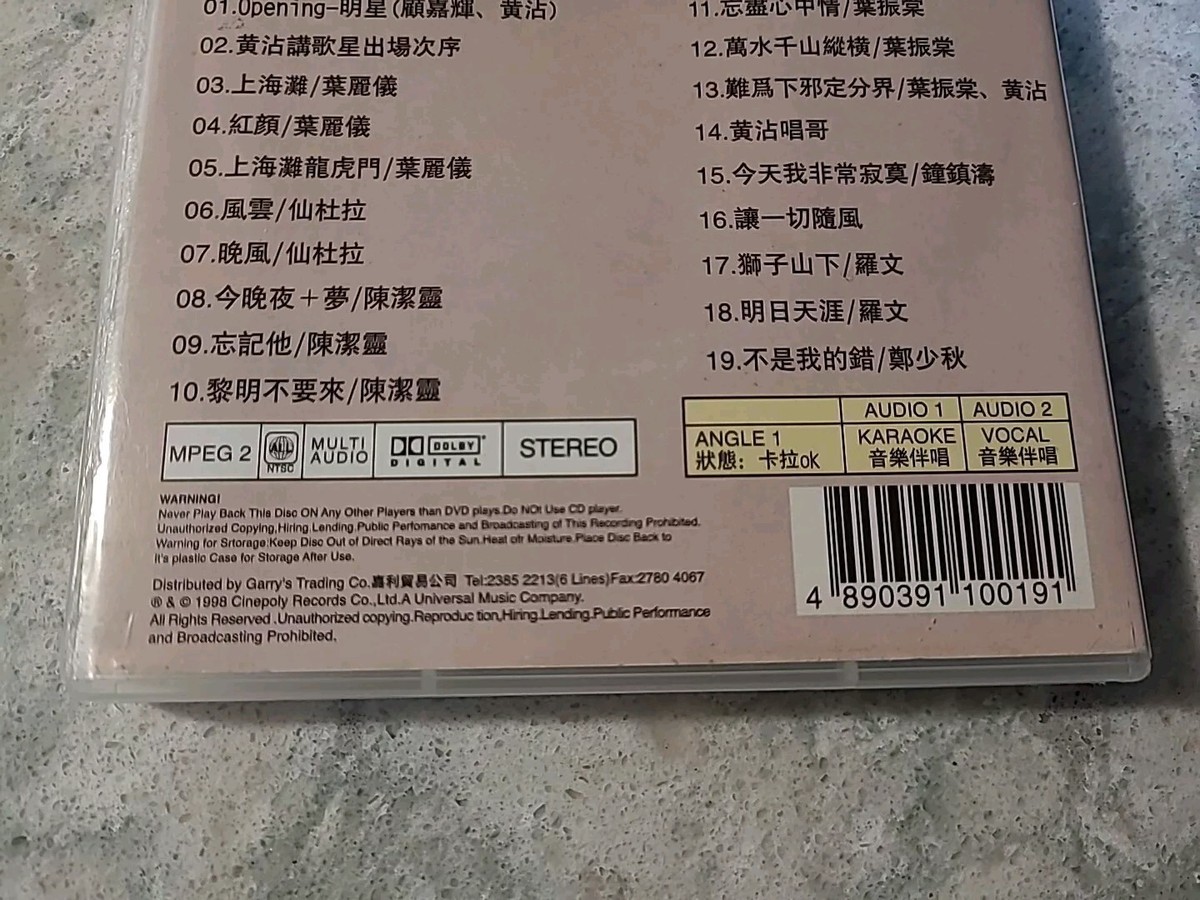 01.Opening-明星(顧嘉輝、黄沾)
02.黄沾講歌星出場次序
03.上海灘/葉麗儀
04.紅顔/葉麗儀
05.上海灘龍虎門/葉麗儀
06.風雲/仙杜拉
07.晚風/仙杜拉
08.今晚夜＋夢/陳潔靈
09.忘記他/陳潔靈
10.黎明不要來/陳潔靈
11.忘盡心中情/葉振棠
12.萬水千山縱横/葉振棠
13.難爲下邪定分界/葉振棠、黄沾
14.黄沾唱哥
15.今天我非常寂寞/鐘鎮濤
16.讓一切隨風
17.獅子山下/羅文
18.明日天涯/羅文
19.不是我的錯/鄭少秋
MPEG 2 NTSC MULTI AUDIO DOLBY DIGITAL STEREO
AUDIO 1 AUDIO 2
ANGLE 1 KARAOKE VOCAL
狀態：卡拉ok 音樂伴唱 音樂伴唱
WARNING!
Never Play Back This Disc ON Any Other Players than DVD plays.Do NOt Use CD player.
Unauthorized Copying,Hiring.Lending.Public Perfomance and Broadcasting of This Recording Prohibited.
Warning for Srtorage:Keep Disc Out of Direct Rays of the Sun.Heat ofr Moisture.Place Disc Back to
It's plastic Case for Storage After Use.
Distributed by Garry's Trading Co.嘉利貿易公司 Tel:2385 2213(6 Lines)Fax:2780 4067
℗ & © 1998 Cinepoly Records Co.,Ltd.A Universal Music Company.
All Rights Reserved .Unauthorized copying.Reproduc tion,Hiring.Lending.Public Performance
and Broadcasting Prohibited.
4 890391 100191